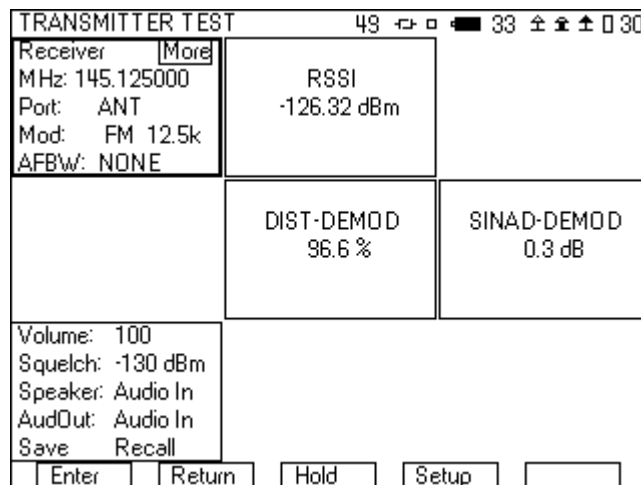 TRANSMITTER TEST 49 33 30
Receiver More
MHz: 145.125000
Port: ANT
Mod: FM 12.5k
AFBW: NONE
RSSI
-126.32 dBm
DIST-DEMOD
96.6 %
SINAD-DEMOD
0.3 dB
Volume: 100
Squelch: -130 dBm
Speaker: Audio In
AudOut: Audio In
Save Recall
Enter Return Hold Setup